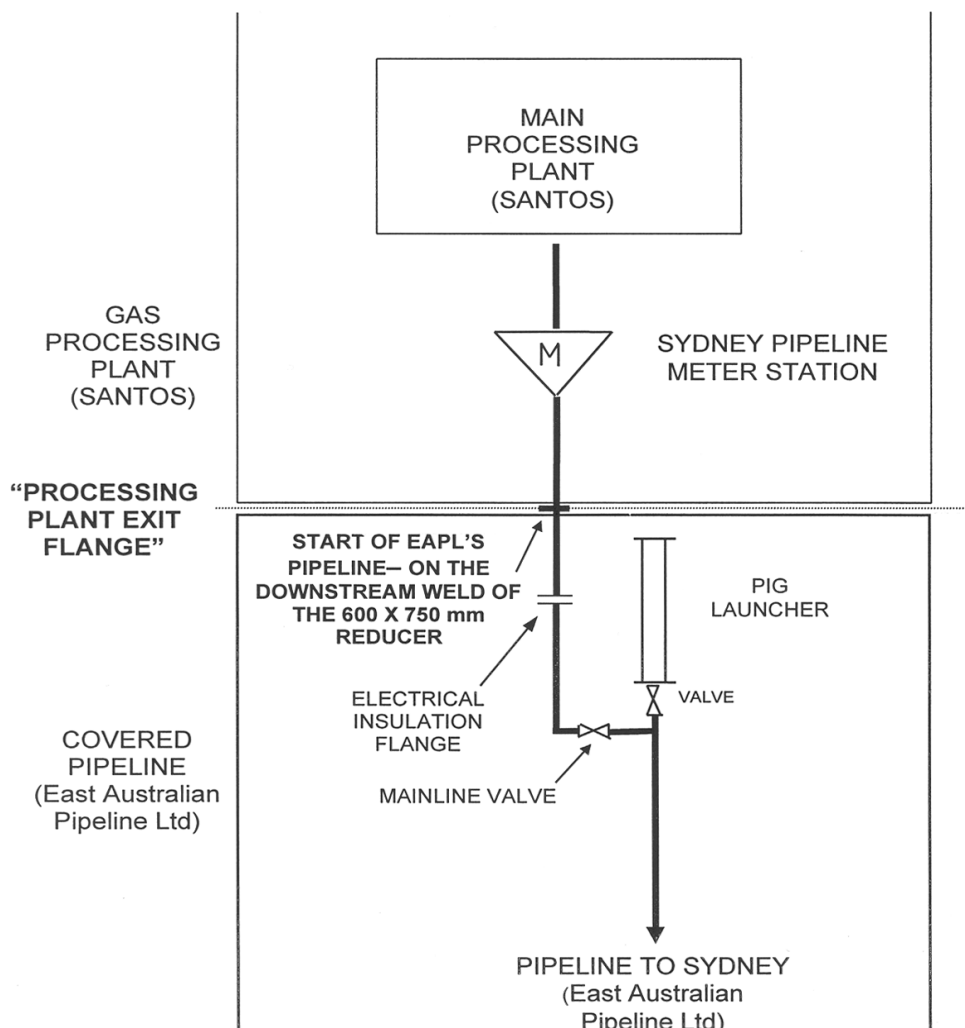 MAIN
PROCESSING
PLANT
(SANTOS)
GAS
PROCESSING
PLANT
(SANTOS)
M
SYDNEY PIPELINE
METER STATION
“PROCESSING
PLANT EXIT
FLANGE”
START OF EAPL'S
PIPELINE– ON THE
DOWNSTREAM WELD OF
THE 600 X 750 mm
REDUCER
PIG
LAUNCHER
VALVE
ELECTRICAL
INSULATION
FLANGE
COVERED
PIPELINE
(East Australian
Pipeline Ltd)
MAINLINE VALVE
PIPELINE TO SYDNEY
(East Australian
Pipeline Ltd)